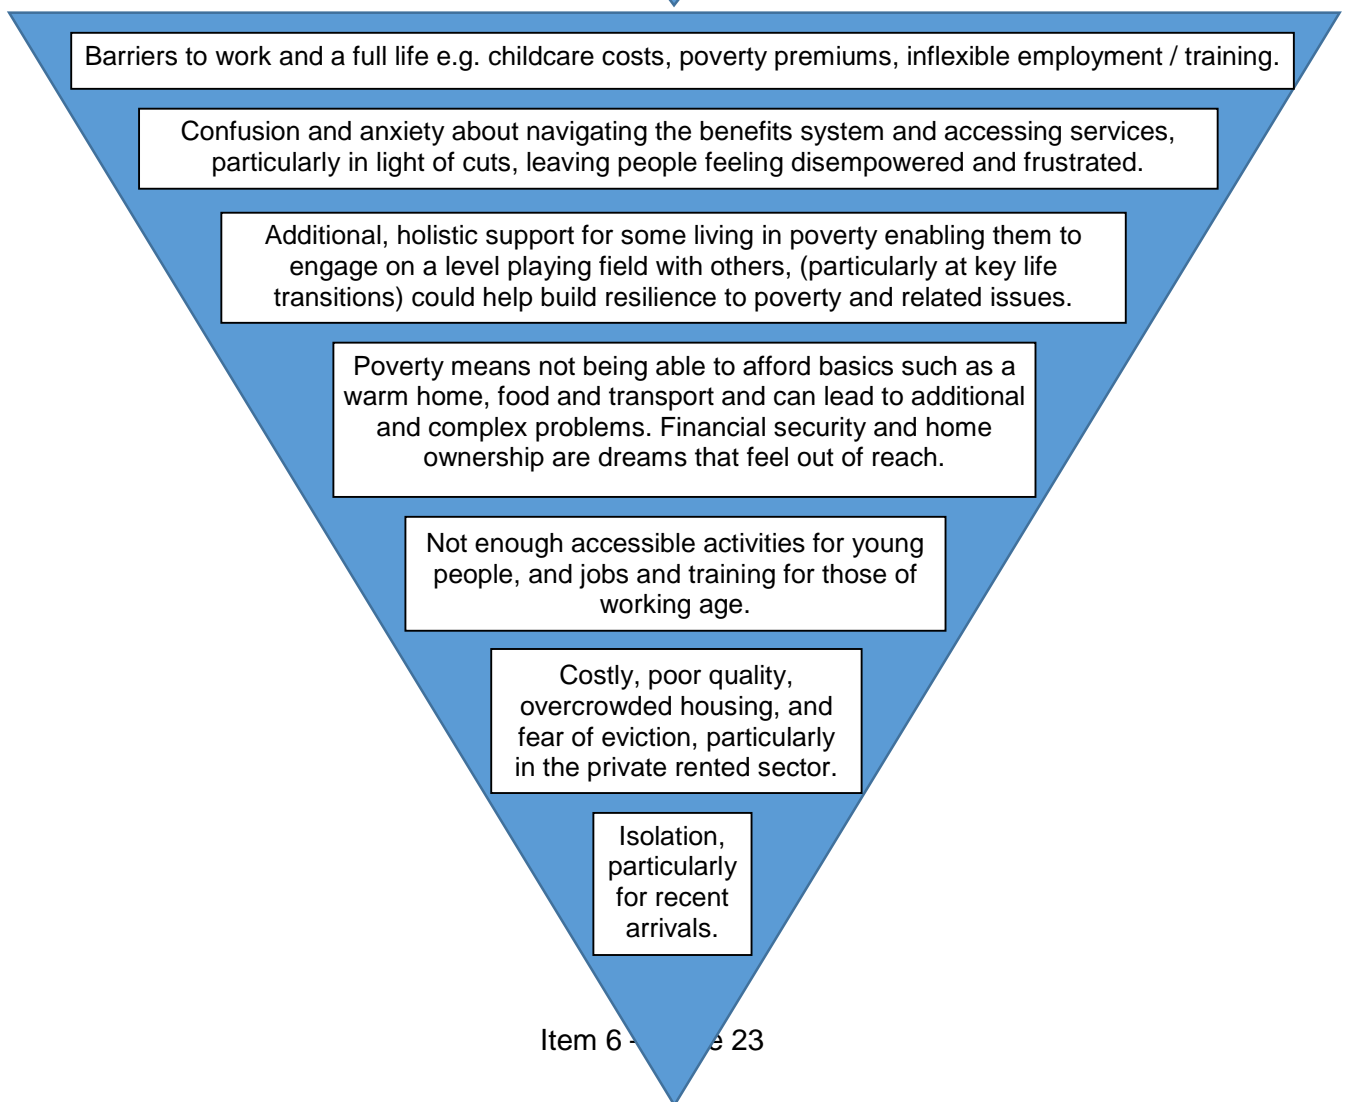 Barriers to work and a full life e.g. childcare costs, poverty premiums, inflexible employment / training.
Confusion and anxiety about navigating the benefits system and accessing services,
particularly in light of cuts, leaving people feeling disempowered and frustrated.
Additional, holistic support for some living in poverty enabling them to
engage on a level playing field with others, (particularly at key life
transitions) could help build resilience to poverty and related issues.
Poverty means not being able to afford basics such as a
warm home, food and transport and can lead to additional
and complex problems. Financial security and home
ownership are dreams that feel out of reach.
Not enough accessible activities for young
people, and jobs and training for those of
working age.
Costly, poor quality,
overcrowded housing, and
fear of eviction, particularly
in the private rented sector.
Isolation,
particularly
for recent
arrivals.
Item 6 - 23